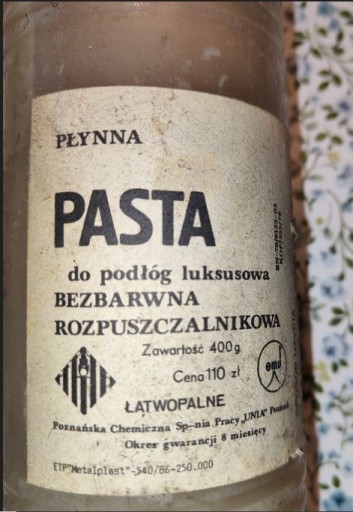 PŁYNNA
PASTA
do podłóg luksusowa
BEZBARWNA
ROZPUSZCZALNIKOWA
Zawartość 400g
Cena 110 zł
emu
ŁATWOPALNE
Poznańska Chemiczna Sp-nia Pracy „UNIA" Poznań
Okres gwarancji 8 miesięcy
ETP"Metalplast"-540/86-250.000